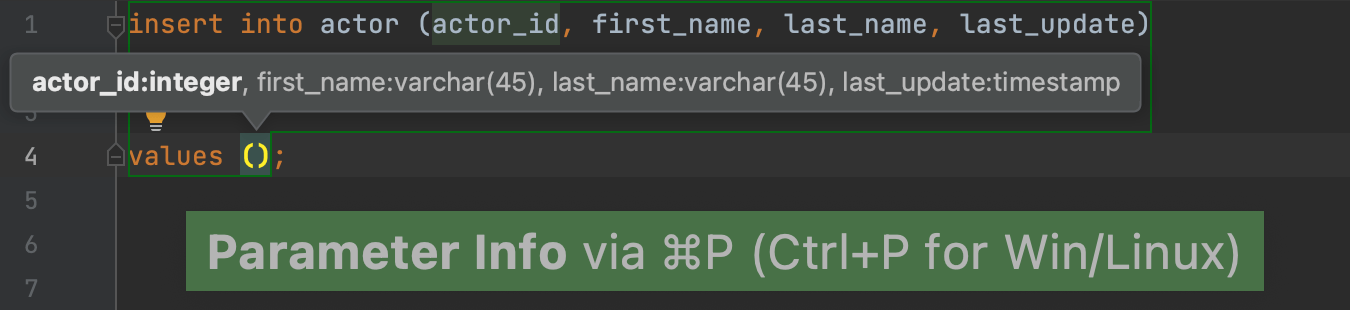 1 insert into actor (actor_id, first_name, last_name, last_update)
actor_id:integer, first_name:varchar(45), last_name:varchar(45), last_update:timestamp
3
4 values ();
5
6
7
Parameter Info via ⌘P (Ctrl+P for Win/Linux)